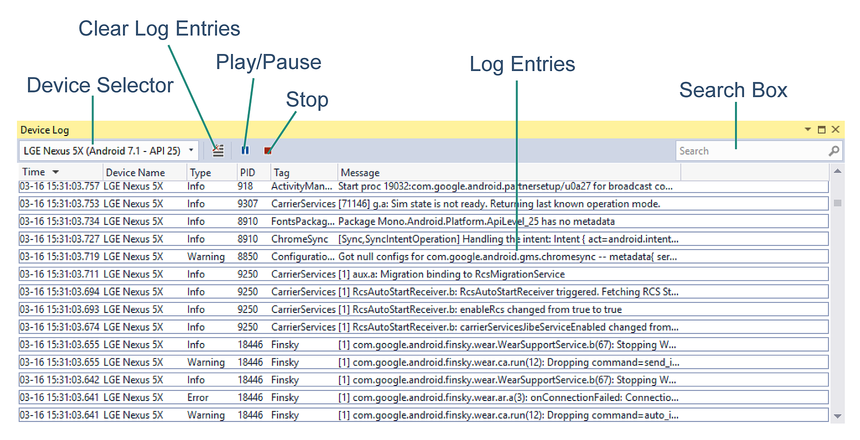 Clear Log Entries
Play/Pause
Log Entries
Device Selector
Stop
Search Box
Device Log
LGE Nexus 5X (Android 7.1 - API 25) Search
Time Device Name Type PID Tag Message
03-16 15:31:03.757 LGE Nexus 5X Info 918 ActivityMan... Start proc 19032:com.google.android.partnersetup/u0a27 for broadcast co...
03-16 15:31:03.753 LGE Nexus 5X Info 9307 CarrierServices [71146] g.a: Sim state is not ready. Returning last known operation mode.
03-16 15:31:03.734 LGE Nexus 5X Info 8910 FontsPackag... Package Mono.Android.Platform.ApiLevel_25 has no metadata
03-16 15:31:03.727 LGE Nexus 5X Info 8910 ChromeSync [Sync,SyncIntentOperation] Handling the intent: Intent { act=android.intent...
03-16 15:31:03.719 LGE Nexus 5X Warning 8850 Configuratio... Got null configs for com.google.android.gms.chromesync -- metadata{ ser...
03-16 15:31:03.711 LGE Nexus 5X Info 9250 CarrierServices [1] aux.a: Migration binding to RcsMigrationService
03-16 15:31:03.694 LGE Nexus 5X Info 9250 CarrierServices [1] RcsAutoStartReceiver.b: RcsAutoStartReceiver triggered. Fetching RCS St...
03-16 15:31:03.693 LGE Nexus 5X Info 9250 CarrierServices [1] RcsAutoStartReceiver.b: enableRcs changed from true to true
03-16 15:31:03.674 LGE Nexus 5X Info 9250 CarrierServices [1] RcsAutoStartReceiver.b: carrierServicesJibeServiceEnabled changed from...
03-16 15:31:03.655 LGE Nexus 5X Info 18446 Finsky [1] com.google.android.finsky.wear.WearSupportService.b(67): Stopping W...
03-16 15:31:03.655 LGE Nexus 5X Warning 18446 Finsky [1] com.google.android.finsky.wear.ca.run(12): Dropping command=send_i...
03-16 15:31:03.642 LGE Nexus 5X Info 18446 Finsky [1] com.google.android.finsky.wear.WearSupportService.b(67): Stopping W...
03-16 15:31:03.641 LGE Nexus 5X Error 18446 Finsky [1] com.google.android.finsky.wear.ar.a(3): onConnectionFailed: Connectio...
03-16 15:31:03.641 LGE Nexus 5X Warning 18446 Finsky [1] com.google.android.finsky.wear.ca.run(12): Dropping command=auto_i...